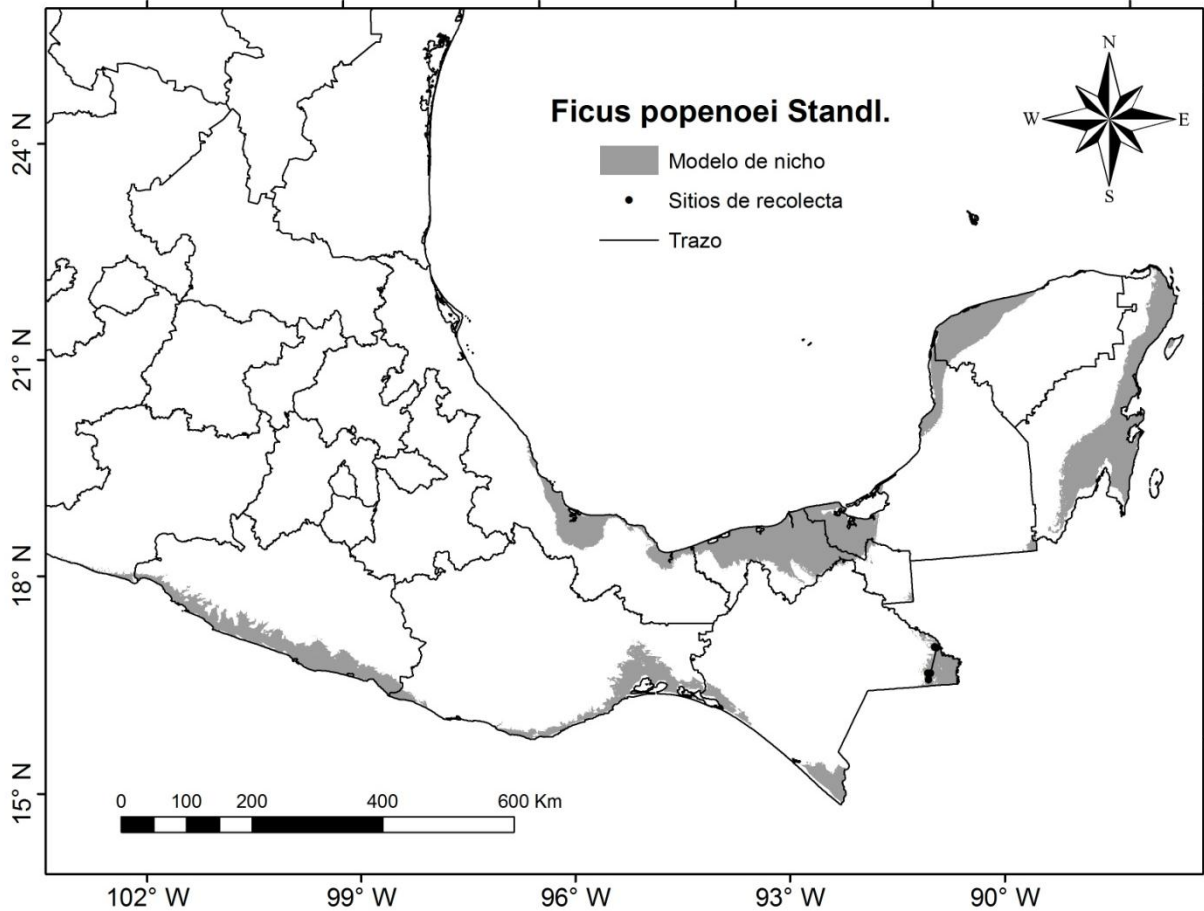 N
W
E
S
Ficus popenoei Standl.
Modelo de nicho
Sitios de recolecta
Trazo
24° N
21° N
18° N
15° N
0 100 200 400 600 Km
102° W 99° W 96° W 93° W 90° W